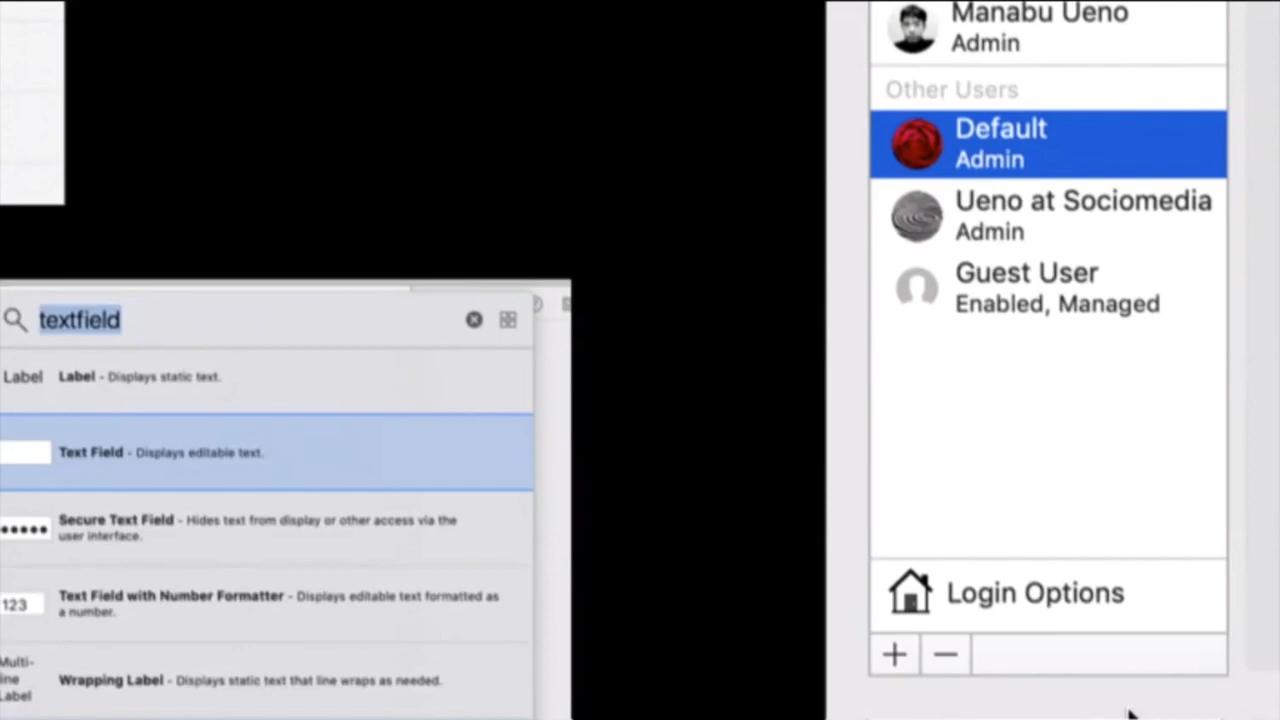 textfield
Label
Label - Displays static text.
Text Field - Displays editable text.
Secure Text Field - Hides text from display or other access via the
user interface.
123
Text Field with Number Formatter - Displays editable text formatted as
a number.
Multi-
line
Label
Wrapping Label - Displays static text that line wraps as needed.
Manabu Ueno
Admin
Other Users
Default
Admin
Ueno at Sociomedia
Admin
Guest User
Enabled, Managed
Login Options